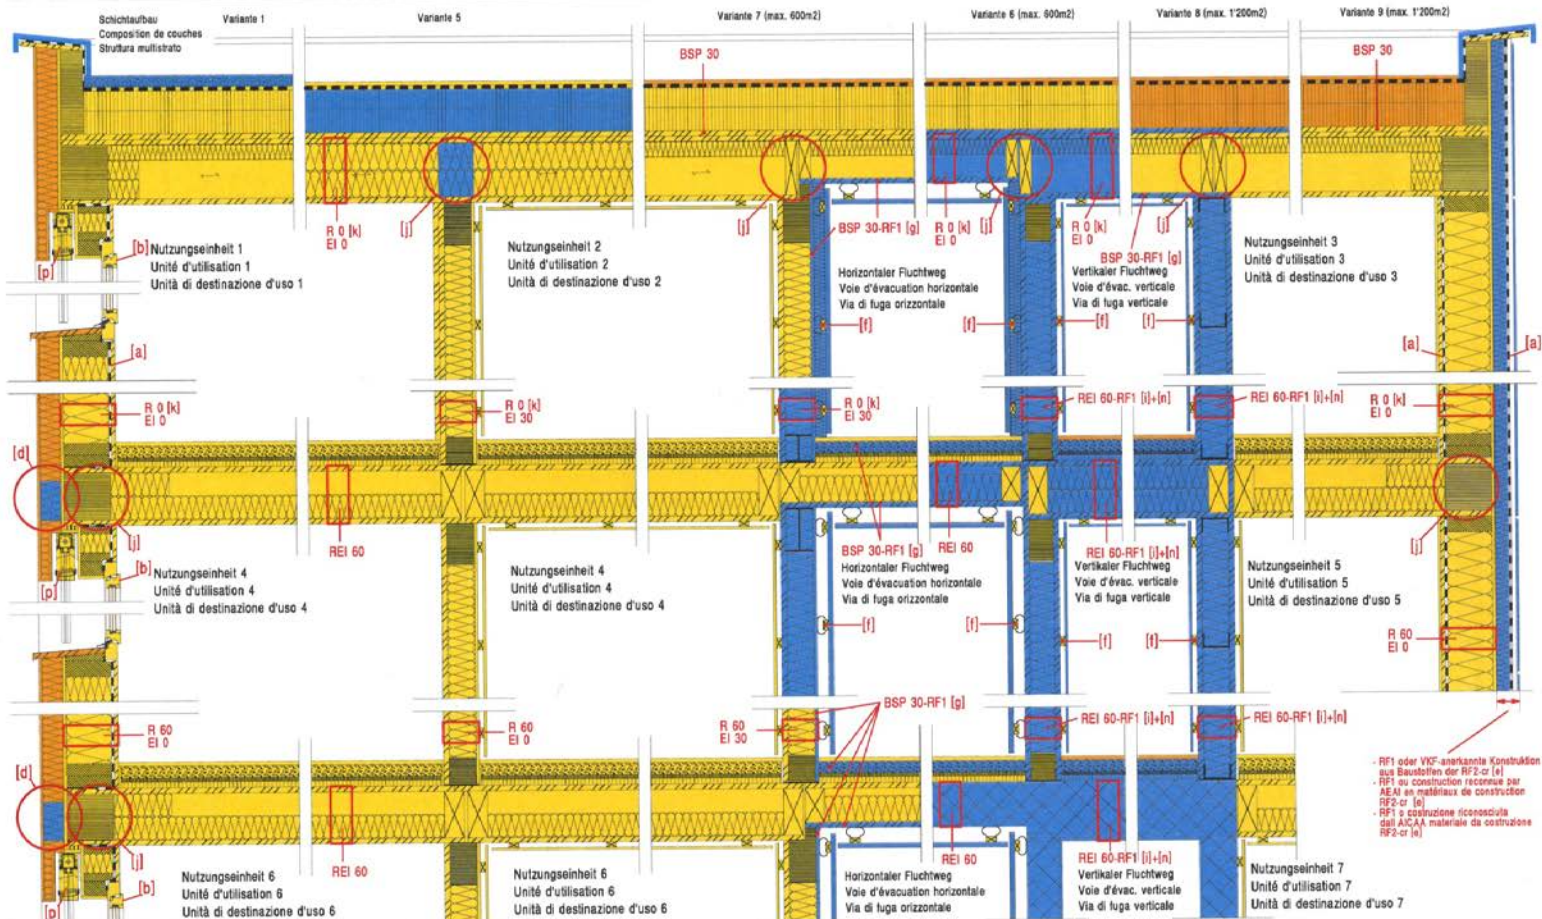 Schichtaufbau
Composition de couches
Struttura multistrato
Variante 1
Variante 5
Variante 7 (max. 600m2)
Variante 6 (max. 600m2)
Variante 8 (max. 1'200m2)
Variante 9 (max. 1'200m2)
BSP 30
BSP 30
R 0 [k]
EI 0
[j]
[j]
BSP 30-RF1 [g]
R 0 [k]
EI 0
[j]
R 0 [k]
EI 0
BSP 30-RF1 [g]
[j]
[p]
[b]
Nutzungseinheit 1
Unité d'utilisation 1
Unità di destinazione d'uso 1
Nutzungseinheit 2
Unité d'utilisation 2
Unità di destinazione d'uso 2
Horizontaler Fluchtweg
Voie d'évacuation horizontale
Via di fuga orizzontale
Vertikaler Fluchtweg
Voie d'évac. verticale
Via di fuga verticale
Nutzungseinheit 3
Unité d'utilisation 3
Unità di destinazione d'uso 3
[f]
[f]
[f]
[f]
[a]
[a]
[a]
R 0 [k]
EI 0
R 0 [k]
EI 30
R 0 [k]
EI 30
REI 60-RF1 [i]+[n]
REI 60-RF1 [i]+[n]
R 0 [k]
EI 0
[d]
[j]
REI 60
BSP 30-RF1 [g]
REI 60
REI 60-RF1 [i]+[n]
[j]
[p]
[b]
Nutzungseinheit 4
Unité d'utilisation 4
Unità di destinazione d'uso 4
Nutzungseinheit 4
Unité d'utilisation 4
Unità di destinazione d'uso 4
Horizontaler Fluchtweg
Voie d'évacuation horizontale
Via di fuga orizzontale
Vertikaler Fluchtweg
Voie d'évac. verticale
Via di fuga verticale
Nutzungseinheit 5
Unité d'utilisation 5
Unità di destinazione d'uso 5
[f]
[f]
[f]
[f]
R 60
EI 0
BSP 30-RF1 [g]
R 60
EI 0
R 60
EI 0
R 60
EI 30
REI 60-RF1 [i]+[n]
REI 60-RF1 [i]+[n]
- RF1 oder VKF-anerkannte Konstruktion
aus Baustoffen der RF2-cr [e]
- RF1 ou construction reconnue par
AEAI en matériaux de construction
RF2-cr [e]
- RF1 o costruzione riconosciuta
dall AICAA materiale da costruzione
RF2-cr [e]
[d]
[j]
REI 60
REI 60
REI 60-RF1 [i]+[n]
[p]
[b]
Nutzungseinheit 6
Unité d'utilisation 6
Unità di destinazione d'uso 6
Nutzungseinheit 6
Unité d'utilisation 6
Unità di destinazione d'uso 6
Horizontaler Fluchtweg
Voie d'évacuation horizontale
Via di fuga orizzontale
Vertikaler Fluchtweg
Voie d'évac. verticale
Via di fuga verticale
Nutzungseinheit 7
Unité d'utilisation 7
Unità di destinazione d'uso 7